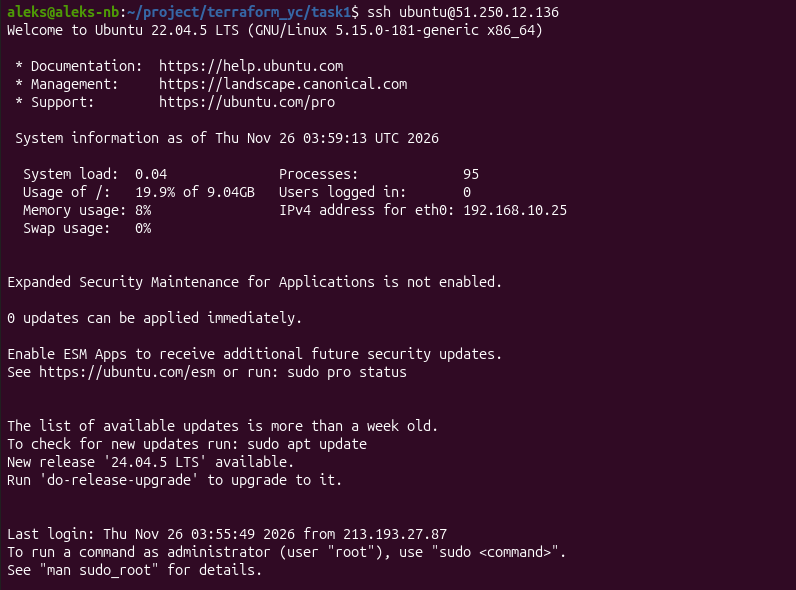 aleks@aleks-nb:~/project/terraform_yc/task1$ ssh ubuntu@51.250.12.136
Welcome to Ubuntu 22.04.5 LTS (GNU/Linux 5.15.0-181-generic x86_64)
* Documentation:  https://help.ubuntu.com
* Management:     https://landscape.canonical.com
* Support:        https://ubuntu.com/pro
System information as of Thu Nov 26 03:59:13 UTC 2026
System load:  0.04              Processes:             95
Usage of /:   19.9% of 9.04GB   Users logged in:       0
Memory usage: 8%                IPv4 address for eth0: 192.168.10.25
Swap usage:   0%
Expanded Security Maintenance for Applications is not enabled.
0 updates can be applied immediately.
Enable ESM Apps to receive additional future security updates.
See https://ubuntu.com/esm or run: sudo pro status
The list of available updates is more than a week old.
To check for new updates run: sudo apt update
New release '24.04.5 LTS' available.
Run 'do-release-upgrade' to upgrade to it.
Last login: Thu Nov 26 03:55:49 2026 from 213.193.27.87
To run a command as administrator (user "root"), use "sudo <command>".
See "man sudo_root" for details.